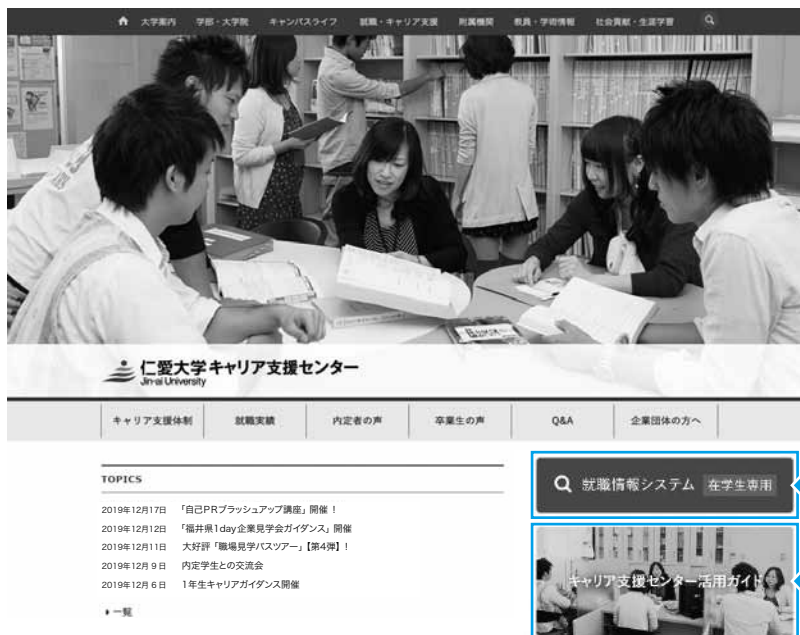 大学案内 学部・大学院 キャンパスライフ 就職・キャリア支援 附属機関 教員・学術情報 社会貢献・生涯学習
仁愛大学キャリア支援センター
Jin-ai University
キャリア支援体制 就職実績 内定者の声 卒業生の声 Q&A 企業団体の方へ
TOPICS
2019年12月17日 「自己PRブラッシュアップ講座」開催！
2019年12月12日 「福井県1day企業見学会ガイダンス」開催
2019年12月11日 大好評「職場見学バスツアー」【第4弾】！
2019年12月9日 内定学生との交流会
2019年12月6日 1年生キャリアガイダンス開催
一覧
就職情報システム 在学生専用
キャリア支援センター活用ガイド